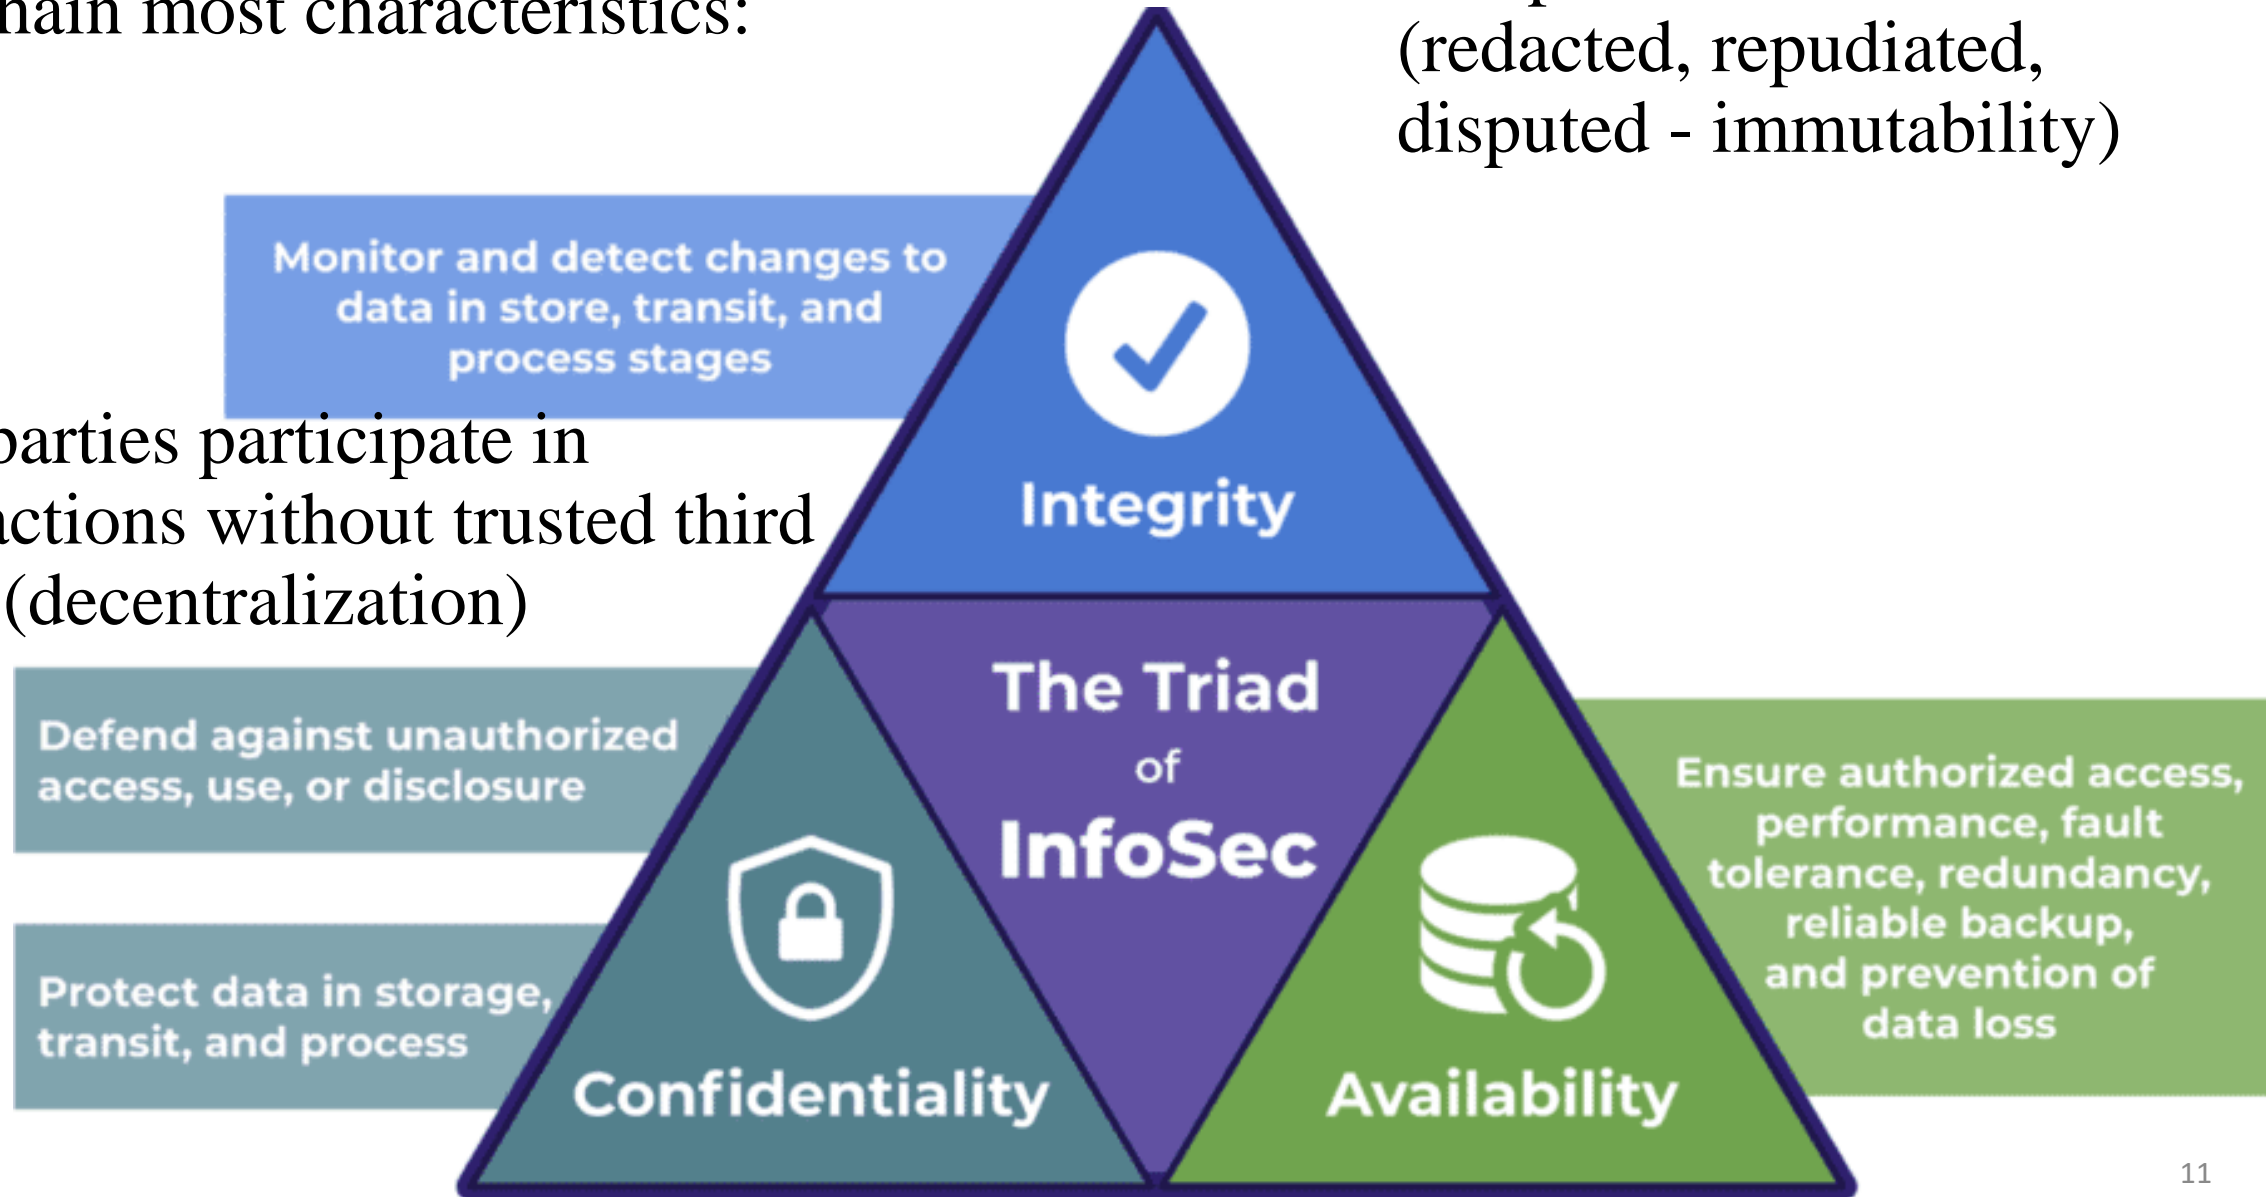 most characteristics:
(redacted, repudiated,
disputed - immutability)
Monitor and detect changes to
data in store, transit, and
process stages
Integrity
parties participate in
without trusted third
(decentralization)
The Triad
of
InfoSec
Defend against unauthorized
access, use, or disclosure
Protect data in storage,
transit, and process
Confidentiality
Availability
Ensure authorized access,
performance, fault
tolerance, redundancy,
reliable backup,
and prevention of
data loss
11